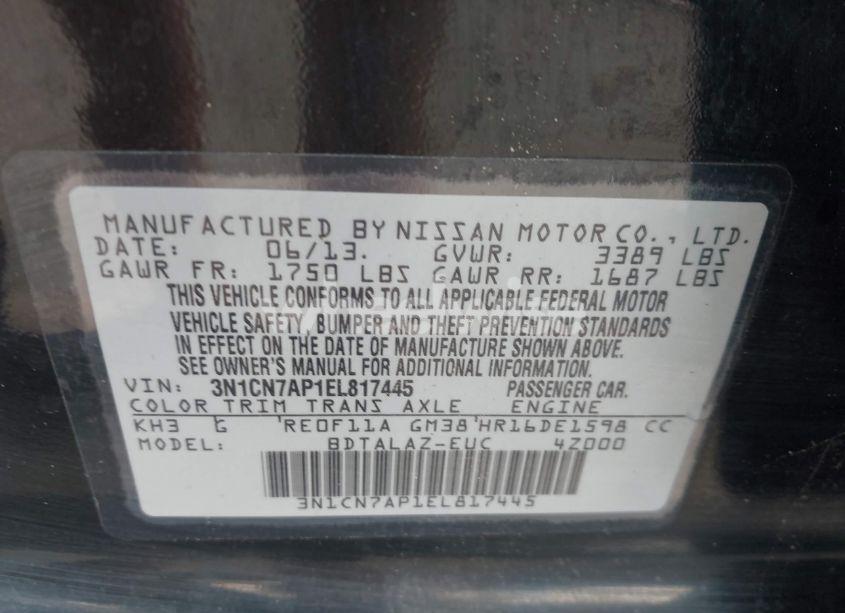 MANUFACTURED BY NISSAN MOTOR CO., LTD.
DATE: 06/13. GVWR: 3389 LBS
GAWR FR: 1750 LBS GAWR RR: 1687 LBS
THIS VEHICLE CONFORMS TO ALL APPLICABLE FEDERAL MOTOR
VEHICLE SAFETY, BUMPER AND THEFT PREVENTION STANDARDS
IN EFFECT ON THE DATE OF MANUFACTURE SHOWN ABOVE.
SEE OWNER'S MANUAL FOR ADDITIONAL INFORMATION.
VIN: 3N1CN7AP1EL817445 PASSENGER CAR.
COLOR TRIM TRANS AXLE ENGINE
KH3 G RE0F11A GM38 HR16DE1598 CC
MODEL: BDTALAZ-EUC 4Z000
3N1CN7AP1EL817445